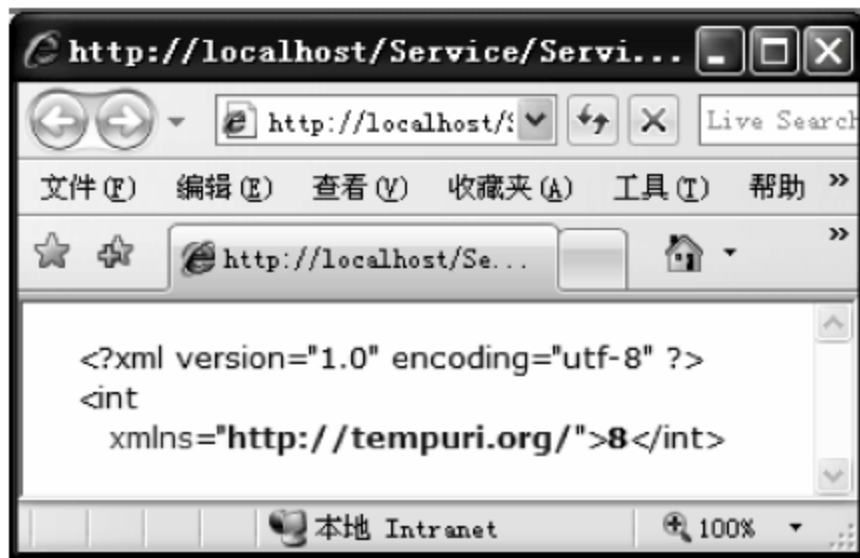 http://localhost/Service/Servi...
http://localhost/S
Live Search
文件(F) 编辑(E) 查看(V) 收藏夹(A) 工具(T) 帮助 »
http://localhost/Se... »
<?xml version="1.0" encoding="utf-8" ?>
<int
xmlns="http://tempuri.org/">8</int>
本地 Intranet 100%